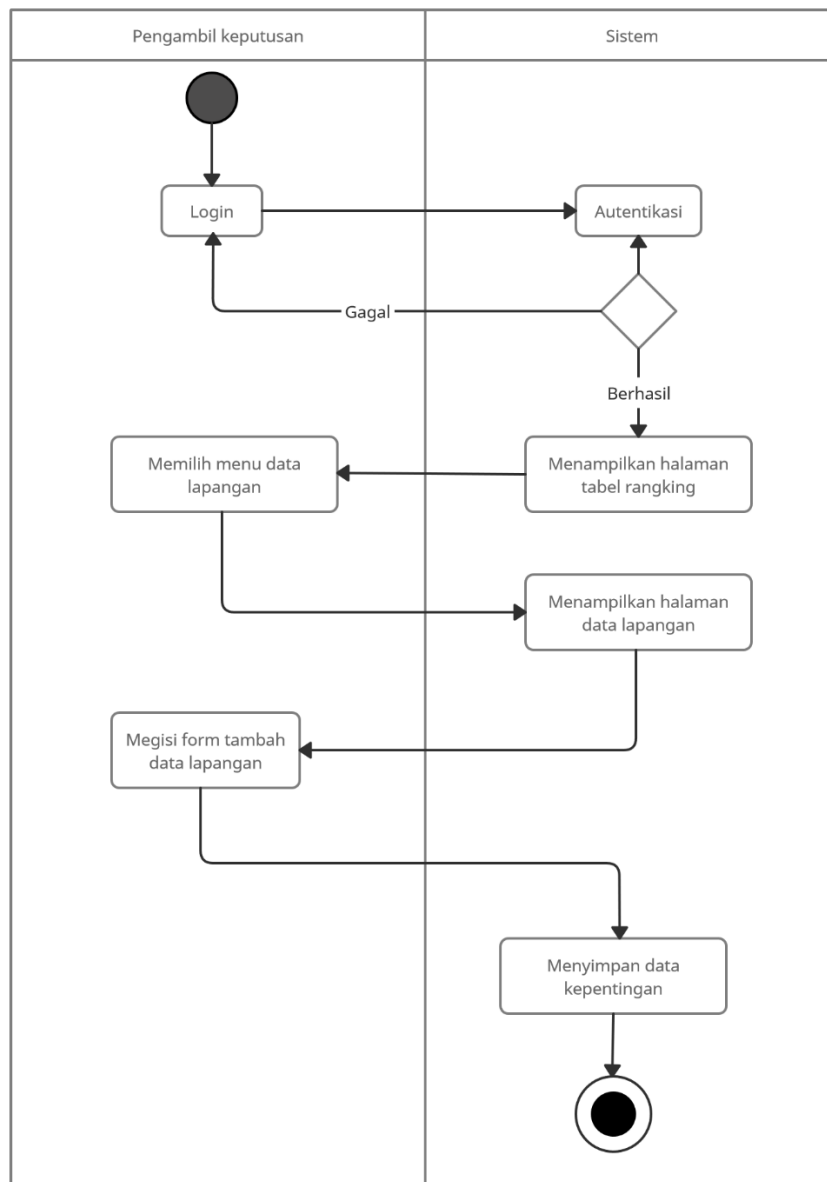 Pengambil keputusan
Sistem
Login
Autentikasi
Gagal
Berhasil
Memilih menu data
lapangan
Menampilkan halaman
tabel rangking
Menampilkan halaman
data lapangan
Megisi form tambah
data lapangan
Menyimpan data
kepentingan